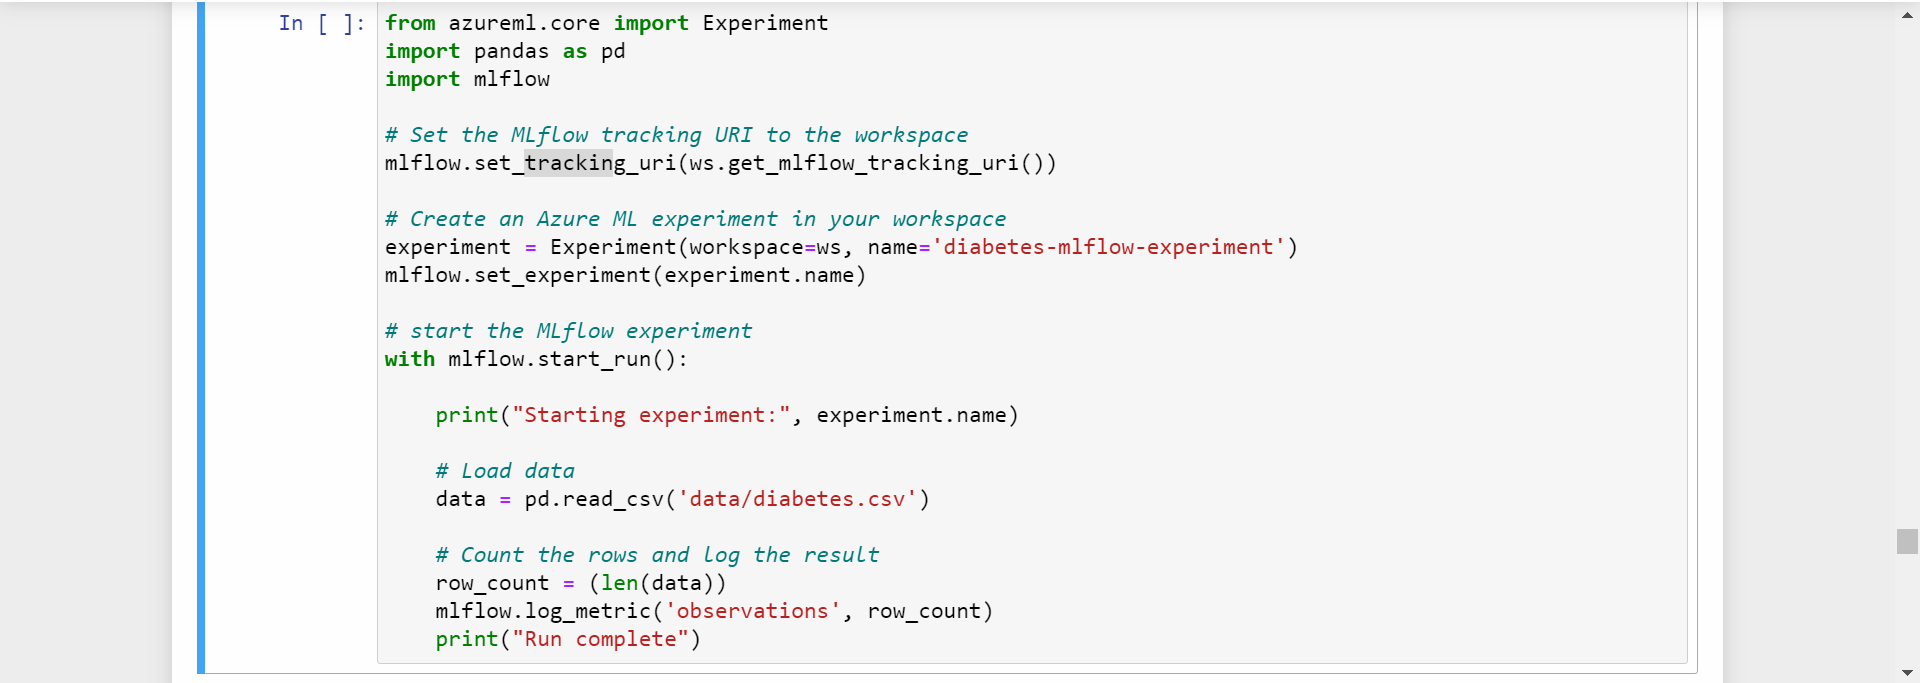 In [ ]: from azureml.core import Experiment
import pandas as pd
import mlflow
# Set the MLflow tracking URI to the workspace
mlflow.set_tracking_uri(ws.get_mlflow_tracking_uri())
# Create an Azure ML experiment in your workspace
experiment = Experiment(workspace=ws, name='diabetes-mlflow-experiment')
mlflow.set_experiment(experiment.name)
# start the MLflow experiment
with mlflow.start_run():
    print("Starting experiment:", experiment.name)
    # Load data
    data = pd.read_csv('data/diabetes.csv')
    # Count the rows and log the result
    row_count = (len(data))
    mlflow.log_metric('observations', row_count)
    print("Run complete")